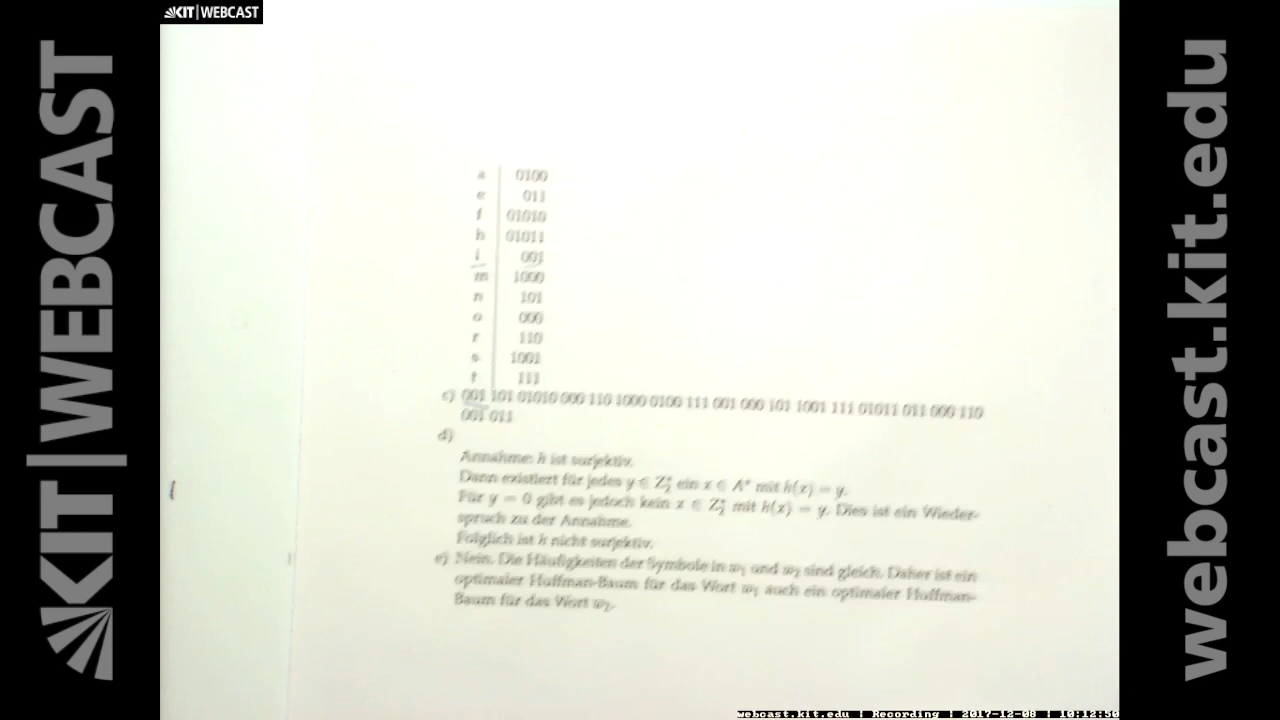 KIT|WEBCAST
KIT|WEBCAST
webcast.kit.edu
a 0100
e 011
f 01010
h 01011
i 001
m 1000
n 101
o 000
r 110
s 1001
t 111
c) 001 101 01010 000 110 1000 0100 111 001 000 101 1001 111 01011 011 000 110
001 011
d)
Annahme: h ist surjektiv.
Dann existiert für jedes y ∈ Z₂* ein x ∈ A* mit h(x) = y.
Für y = 0 gibt es jedoch kein x ∈ Z₂* mit h(x) = y. Dies ist ein Wieder-
spruch zu der Annahme.
Folglich ist h nicht surjektiv.
e) Nein. Die Häufigkeiten der Symbole in w₁ und w₂ sind gleich. Daher ist ein
optimaler Huffman-Baum für das Wort w₁ auch ein optimaler Huffman-
Baum für das Wort w₂.
webcast.kit.edu | Recording | 2017-12-08 | 10:12:50